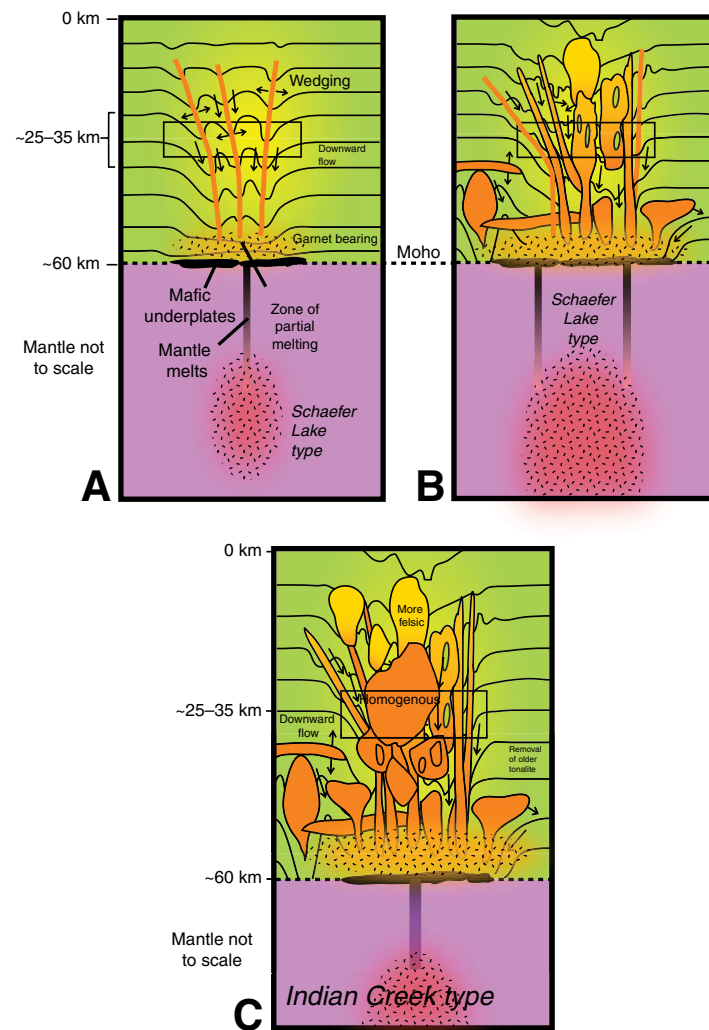 0 km
Wedging
~25–35 km
Downward
flow
Garnet bearing
~60 km
Moho
Mafic
underplates
Zone of
partial
melting
Mantle
melts
Mantle not
to scale
Schaefer
Lake
type
A
Schaefer
Lake
type
B
0 km
More
felsic
Homogenous
~25–35 km
Downward
flow
Removal
of older
tonalite
~60 km
Mantle not
to scale
Indian Creek type
C